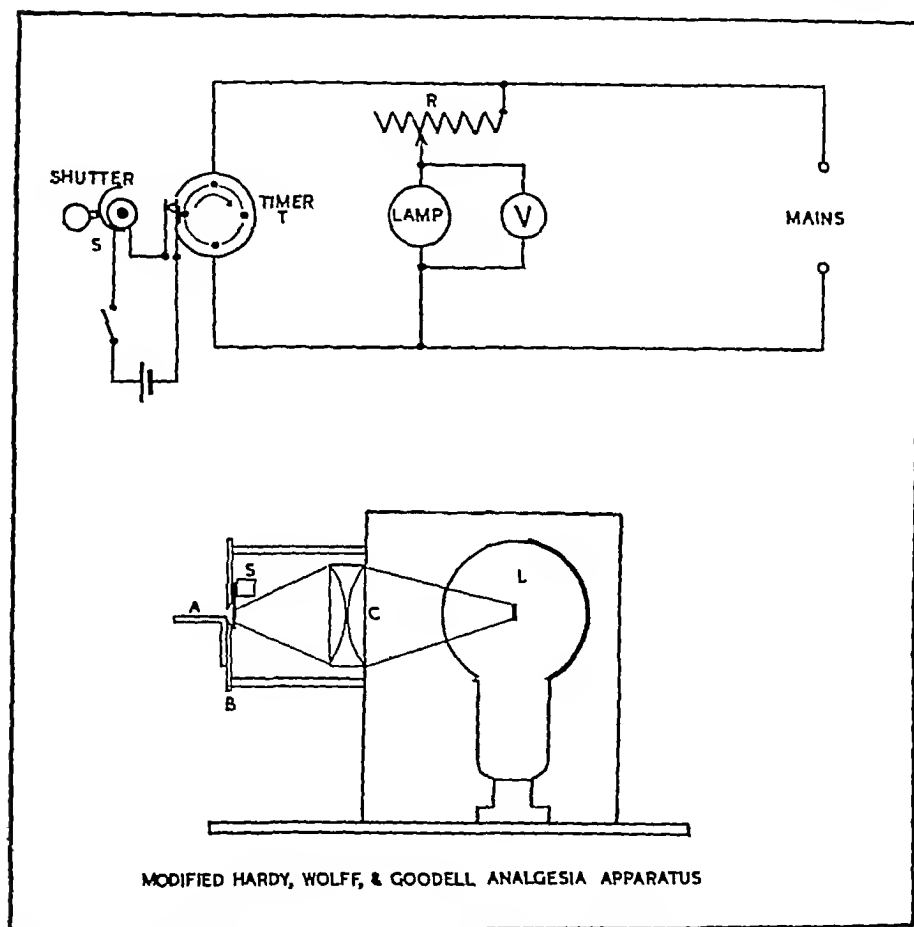 R
SHUTTER
S
TIMER
T
LAMP
V
MAINS
L
S
A
C
B
MODIFIED HARDY, WOLFF, & GOODELL ANALGESIA APPARATUS